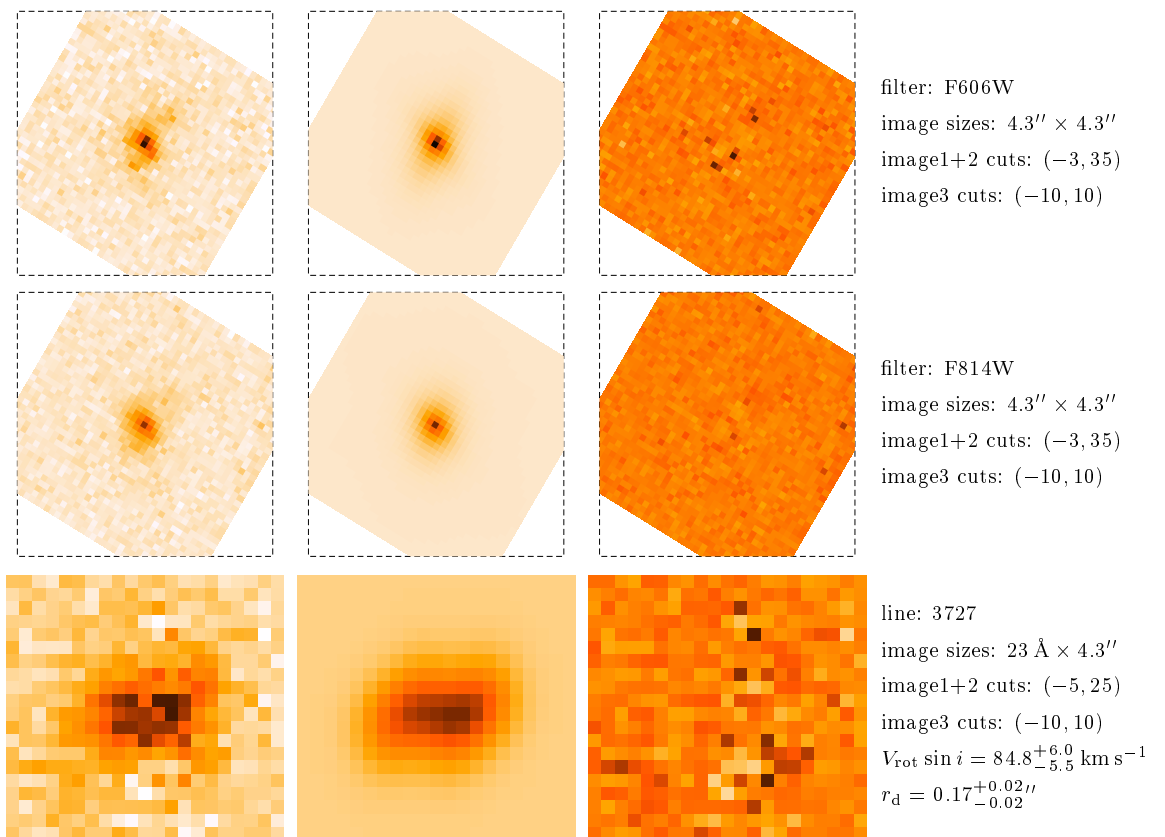 filter: F606W
image sizes: 4.3′′ × 4.3′′
image1+2 cuts: (−3, 35)
image3 cuts: (−10, 10)
filter: F814W
image sizes: 4.3′′ × 4.3′′
image1+2 cuts: (−3, 35)
image3 cuts: (−10, 10)
line: 3727
image sizes: 23 Å × 4.3′′
image1+2 cuts: (−5, 25)
image3 cuts: (−10, 10)
V_rot sin i = 84.8^{+6.0}_{−5.5} km s^{−1}
r_d = 0.17^{+0.02}_{−0.02}′′